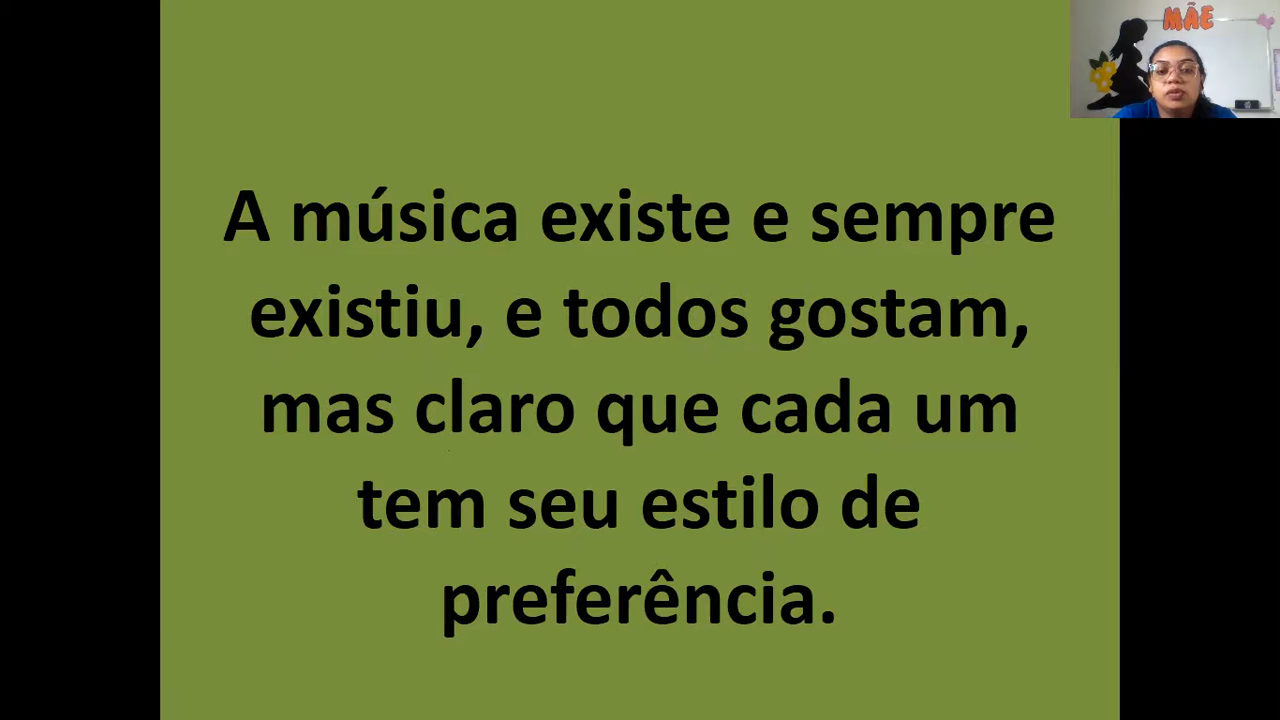 MÃE
A música existe e sempre
existiu, e todos gostam,
mas claro que cada um
tem seu estilo de
preferência.